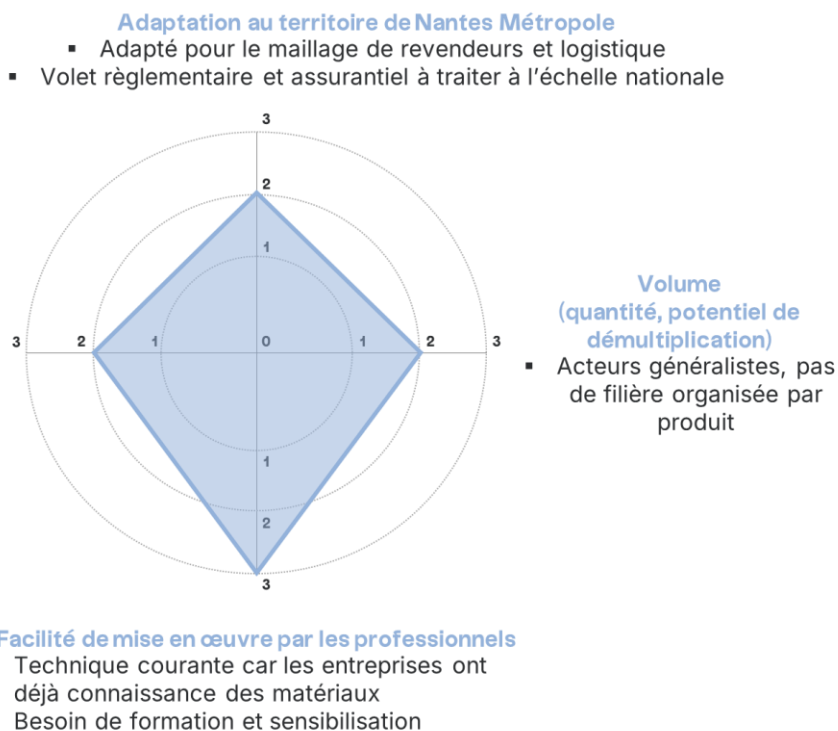 Adaptation au territoire de Nantes Métropole
▪ Adapté pour le maillage de revendeurs et logistique
▪ Volet règlementaire et assurantiel à traiter à l'échelle nationale
3
2
1
3 2 1 0 1 2 3
1
2
3
Volume
(quantité, potentiel de
démultiplication)
▪ Acteurs généralistes, pas
de filière organisée par
produit
Facilité de mise en œuvre par les professionnels
Technique courante car les entreprises ont
déjà connaissance des matériaux
Besoin de formation et sensibilisation